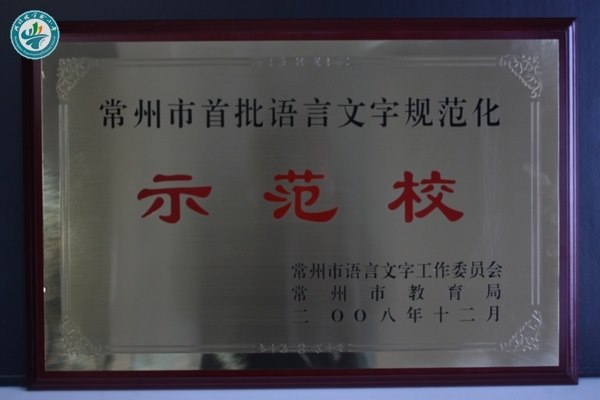 常州市首批语言文字规范化
示范校
常州市语言文字工作委员会
常州市教育局
二〇〇八年十二月